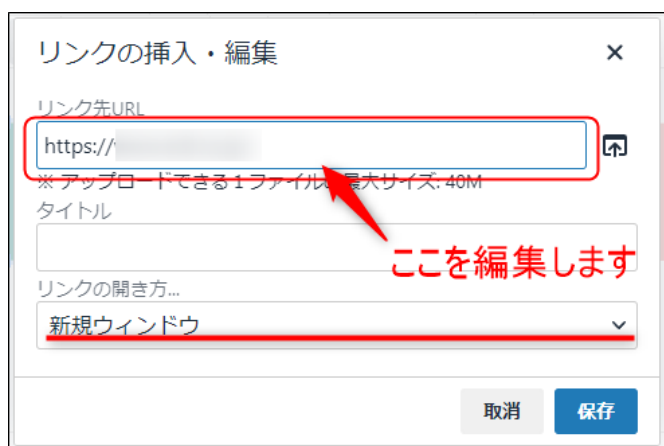 リンクの挿入・編集
リンク先URL
https://
※ アップロードできる1ファイルの最大サイズ: 40M
タイトル
ここを編集します
リンクの開き方...
新規ウィンドウ
取消
保存